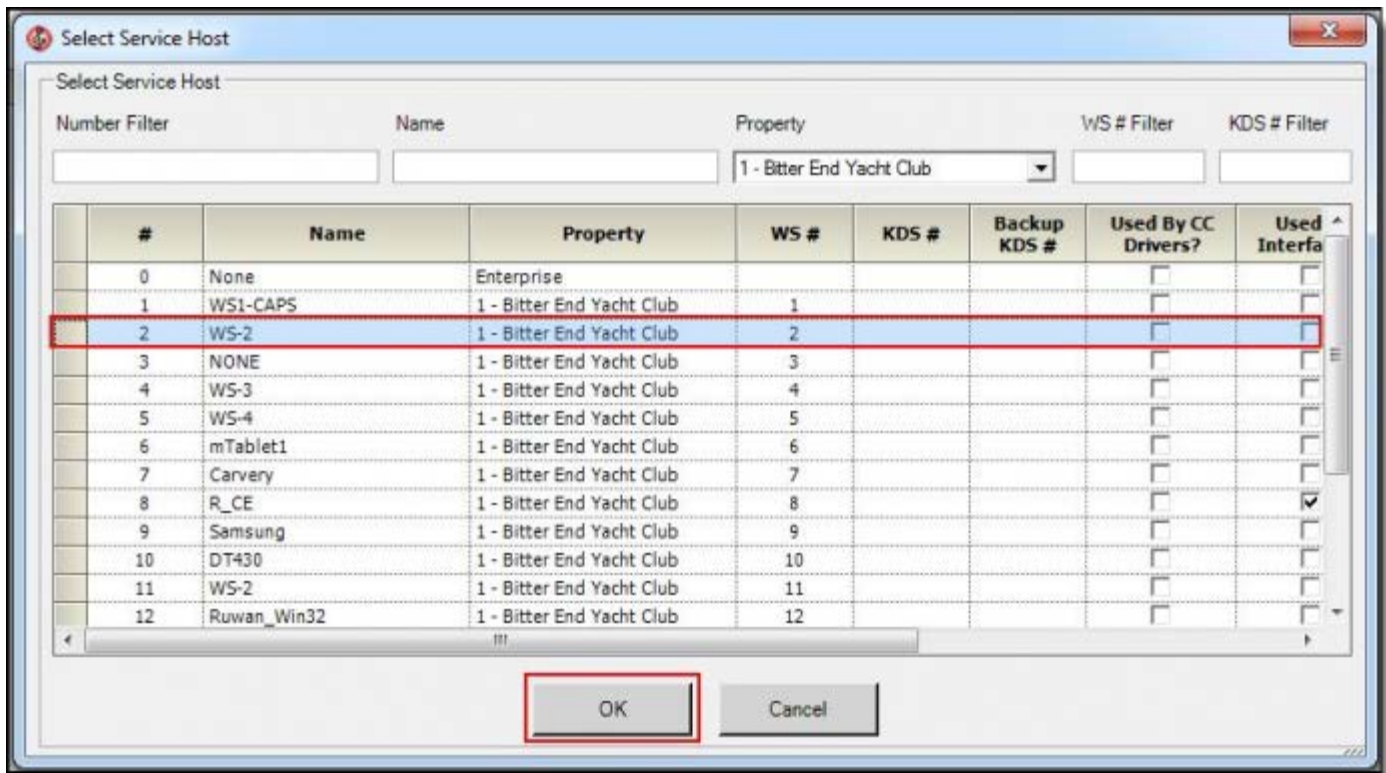 Select Service Host
Select Service Host
Number Filter Name Property WS # Filter KDS # Filter
1 - Bitter End Yacht Club
# Name Property WS # KDS # Backup KDS # Used By CC Drivers? Used Interfa
0 None Enterprise
1 WS1-CAPS 1 - Bitter End Yacht Club 1
2 WS-2 1 - Bitter End Yacht Club 2
3 NONE 1 - Bitter End Yacht Club 3
4 WS-3 1 - Bitter End Yacht Club 4
5 WS-4 1 - Bitter End Yacht Club 5
6 mTablet1 1 - Bitter End Yacht Club 6
7 Carvery 1 - Bitter End Yacht Club 7
8 R_CE 1 - Bitter End Yacht Club 8
9 Samsung 1 - Bitter End Yacht Club 9
10 DT430 1 - Bitter End Yacht Club 10
11 WS-2 1 - Bitter End Yacht Club 11
12 Ruwan_Win32 1 - Bitter End Yacht Club 12
OK Cancel